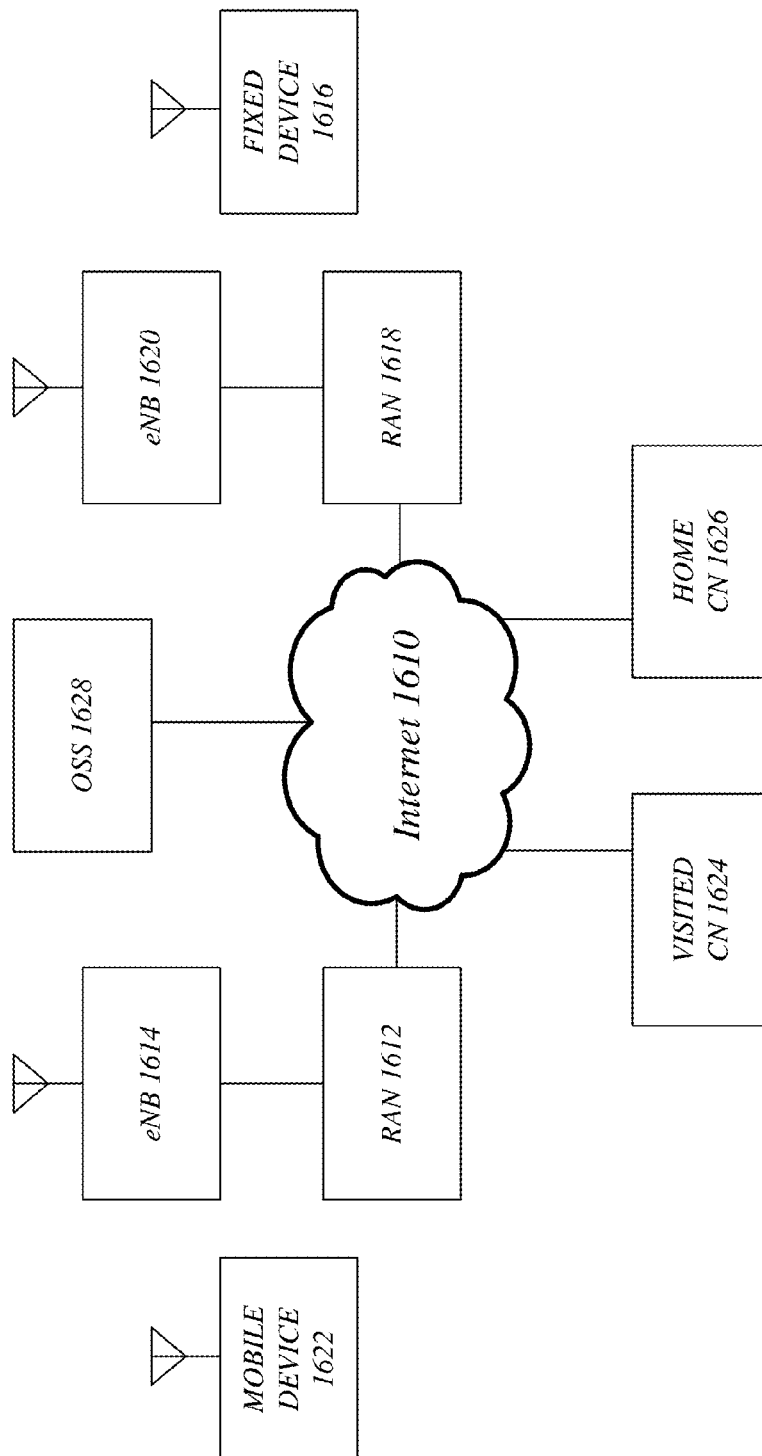 MOBILE
DEVICE
1622
eNB 1614
RAN 1612
OSS 1628
Internet 1610
VISITED
CN 1624
HOME
CN 1626
eNB 1620
RAN 1618
FIXED
DEVICE
1616